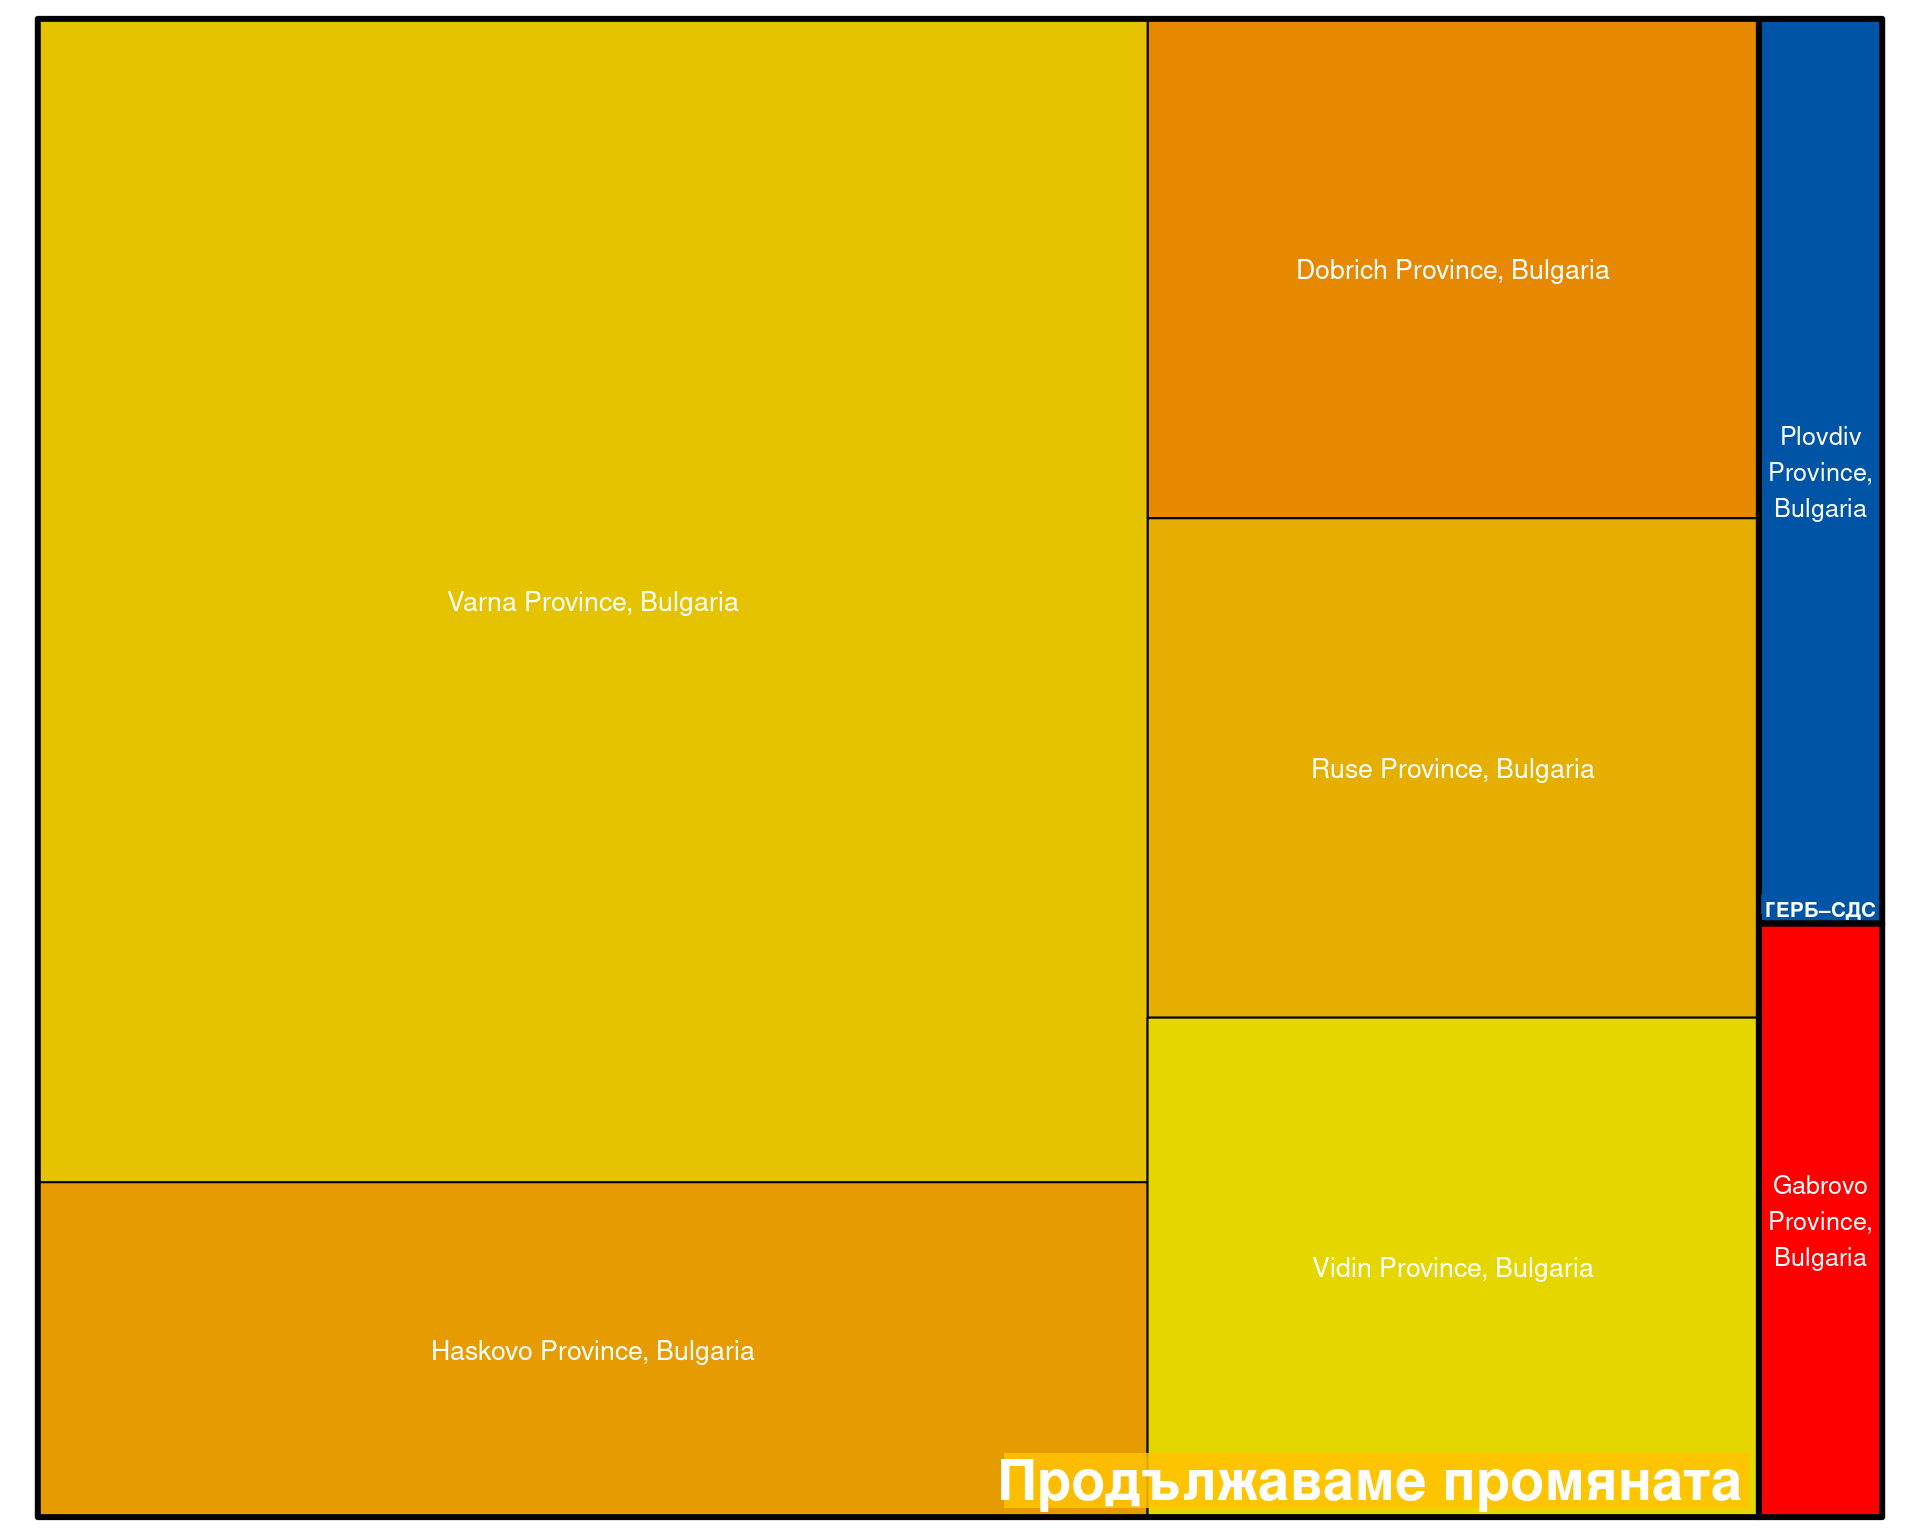 Varna Province, Bulgaria
Haskovo Province, Bulgaria
Dobrich Province, Bulgaria
Ruse Province, Bulgaria
Vidin Province, Bulgaria
Продължаваме промяната
Plovdiv
Province,
Bulgaria
ГЕРБ–СДС
Gabrovo
Province,
Bulgaria